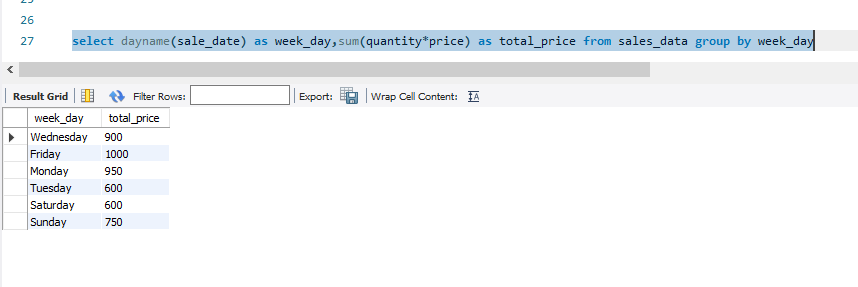 25
26
27 select dayname(sale_date) as week_day,sum(quantity*price) as total_price from sales_data group by week_day
Result Grid Filter Rows: Export: Wrap Cell Content: IA
week_day total_price
Wednesday 900
Friday 1000
Monday 950
Tuesday 600
Saturday 600
Sunday 750